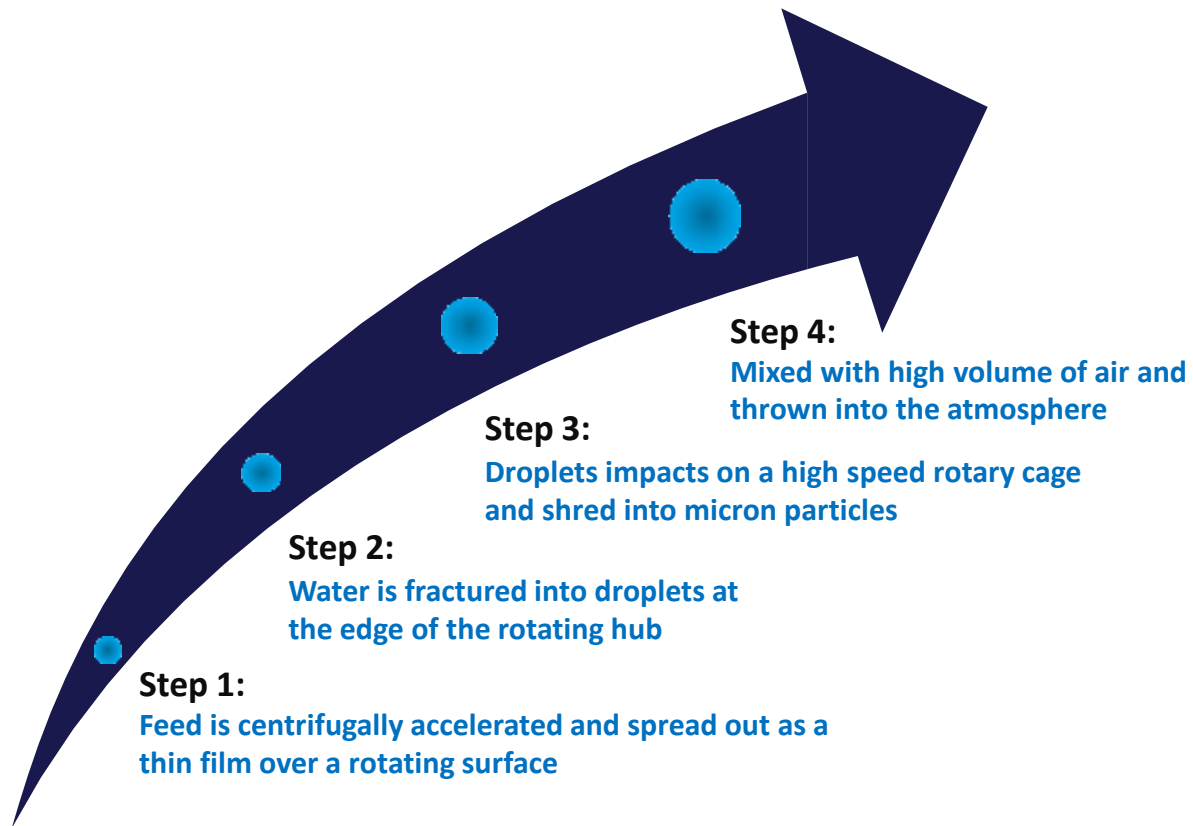 Step 4:
Mixed with high volume of air and
thrown into the atmosphere
Step 3:
Droplets impacts on a high speed rotary cage
and shred into micron particles
Step 2:
Water is fractured into droplets at
the edge of the rotating hub
Step 1:
Feed is centrifugally accelerated and spread out as a
thin film over a rotating surface